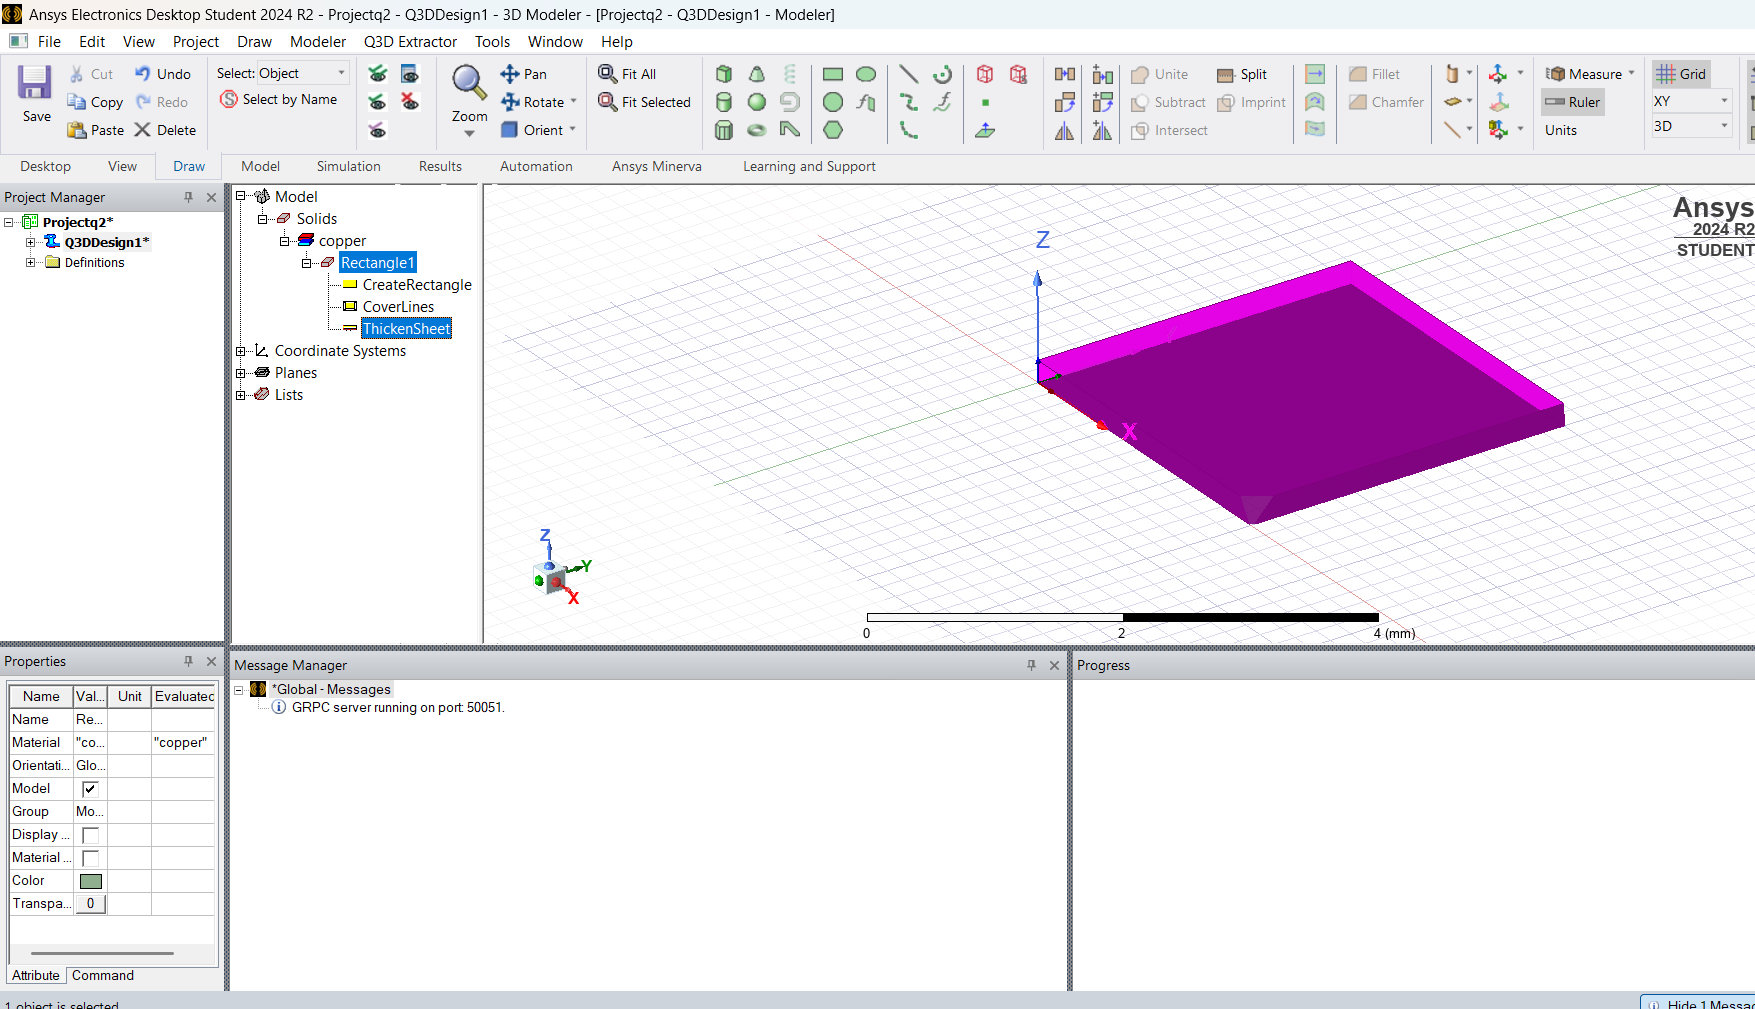 Ansys Electronics Desktop Student 2024 R2 - Projectq2 - Q3DDesign1 - 3D Modeler - [Projectq2 - Q3DDesign1 - Modeler]
File Edit View Project Draw Modeler Q3D Extractor Tools Window Help
Save
Cut
Copy
Paste
Undo
Redo
Delete
Select: Object
Select by Name
Zoom
Pan
Rotate
Orient
Fit All
Fit Selected
Unite
Subtract
Intersect
Split
Imprint
Fillet
Chamfer
Measure
Ruler
Units
Grid
XY
3D
Desktop View Draw Model Simulation Results Automation Ansys Minerva Learning and Support
Project Manager
Projectq2*
Q3DDesign1*
Definitions
Model
Solids
copper
Rectangle1
CreateRectangle
CoverLines
ThickenSheet
Coordinate Systems
Planes
Lists
Ansys
2024 R2
STUDENT
Z
X
Z
Y
X
0 2 4 (mm)
Properties
Name Val... Unit Evaluated
Name Re...
Material "co... "copper"
Orientati... Glo...
Model
Group Mo...
Display ...
Material ...
Color
Transpa... 0
Attribute Command
Message Manager
*Global - Messages
GRPC server running on port: 50051.
Progress
1 object is selected
Hide 1 Messag